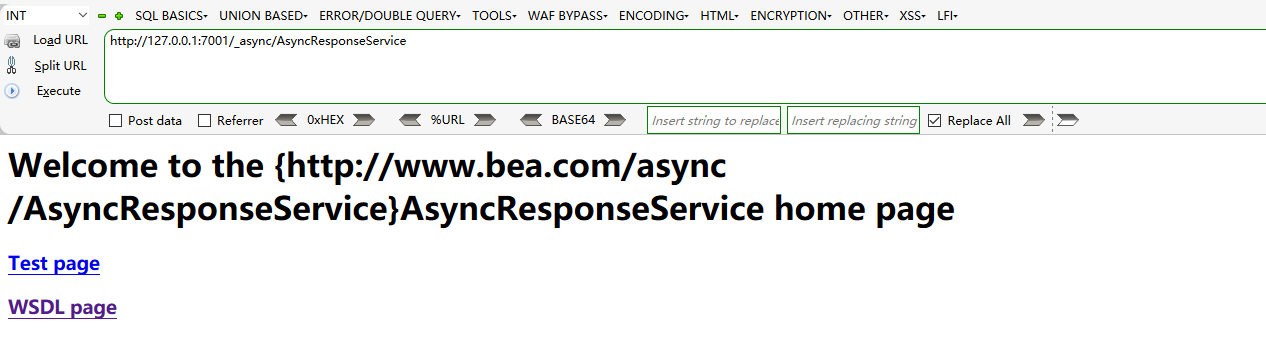 INT SQL BASICS UNION BASED ERROR/DOUBLE QUERY TOOLS WAF BYPASS ENCODING HTML ENCRYPTION OTHER XSS LFI
Load URL http://127.0.0.1:7001/_async/AsyncResponseService
Split URL
Execute
Post data Referrer 0xHEX %URL BASE64 Insert string to replace Insert replacing string Replace All
Welcome to the {http://www.bea.com/async
/AsyncResponseService}AsyncResponseService home page
Test page
WSDL page